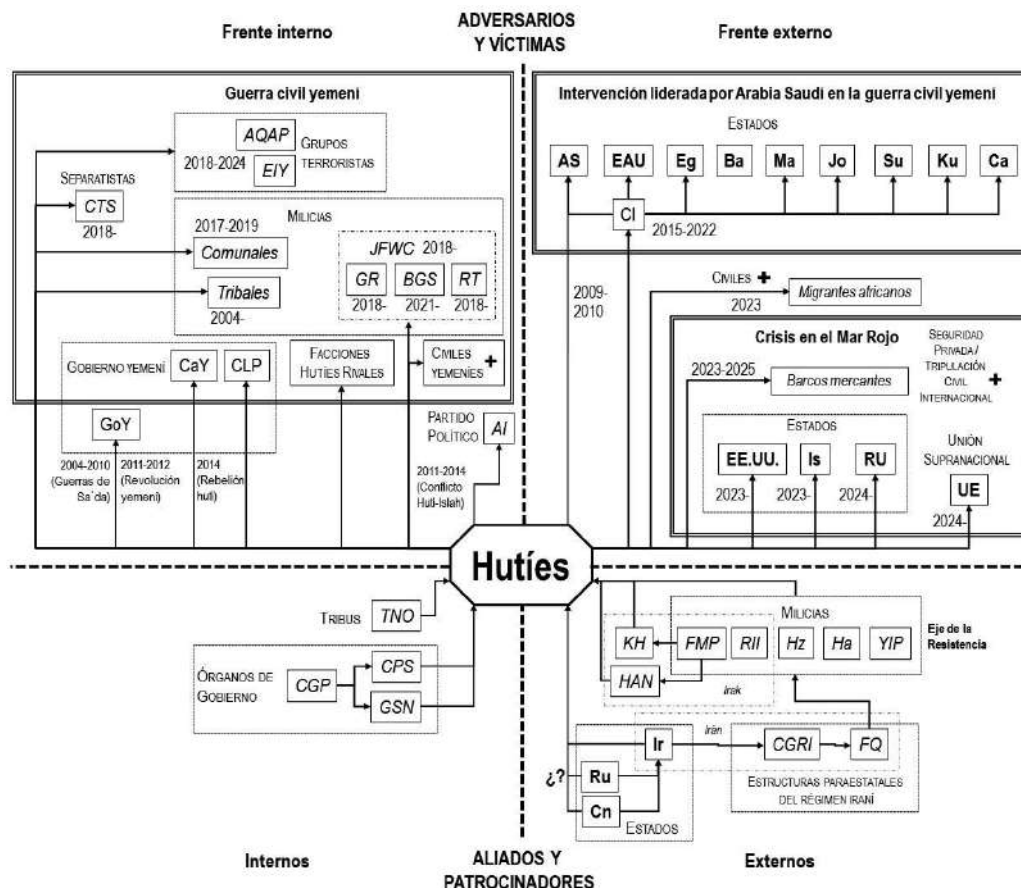 ADVERSARIOS
Y VÍCTIMAS
Frente interno
Frente externo
Guerra civil yemení
AQAP
2018-2024
EIY
GRUPOS
TERRORISTAS
SEPARATISTAS
CTS
2018-
MILICIAS
2017-2019
Comunales
Tribales
2004-
JFWC 2018-
GR
BGS
RT
2018-
2021-
2018-
GOBIERNO YEMENÍ
CaY
CLP
FACCIONES
HUTÍES RIVALES
CIVILES
YEMENÍES +
GoY
2004-2010
(Guerras de
Sa'da)
2011-2012
(Revolución
yemení)
2014
(Rebelión
hutí)
PARTIDO
POLÍTICO
AI
2011-2014
(Conflicto
Hutí-Islah)
Intervención liderada por Arabia Saudí en la guerra civil yemení
ESTADOS
AS
EAU
Eg
Ba
Ma
Jo
Su
Ku
Ca
CI
2015-2022
2009-
2010
CIVILES +
2023
Migrantes africanos
Crisis en el Mar Rojo
2023-2025
Barcos mercantes
SEGURIDAD
PRIVADA /
TRIPULACIÓN
CIVIL
INTERNACIONAL
+
ESTADOS
EE.UU.
Is
RU
2023-
2023-
2024-
UNIÓN
SUPRANACIONAL
UE
2024-
Hutíes
TRIBUS
TNO
ÓRGANOS DE
GOBIERNO
CGP
CPS
GSN
MILICIAS
KH
FMP
RII
Hz
Ha
YIP
Eje de la
Resistencia
HAN
Irak
Irán
Ir
CGRI
FQ
¿?
Ru
Cn
ESTADOS
ESTRUCTURAS PARAESTATALES
DEL RÉGIMEN IRANÍ
Internos
ALIADOS Y
PATROCINADORES
Externos